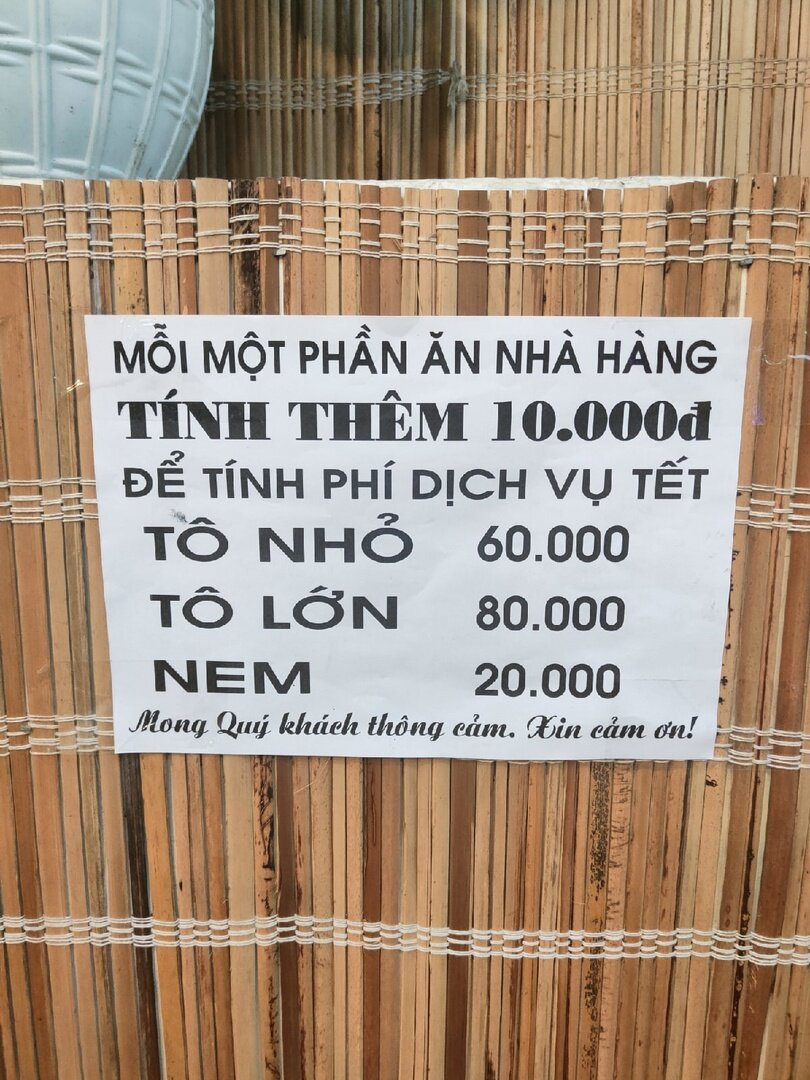 MỖI MỘT PHẦN ĂN NHÀ HÀNG
TÍNH THÊM 10.000đ
ĐỂ TÍNH PHÍ DỊCH VỤ TẾT
TÔ NHỎ 60.000
TÔ LỚN 80.000
NEM 20.000
Mong Quý khách thông cảm. Xin cảm ơn!